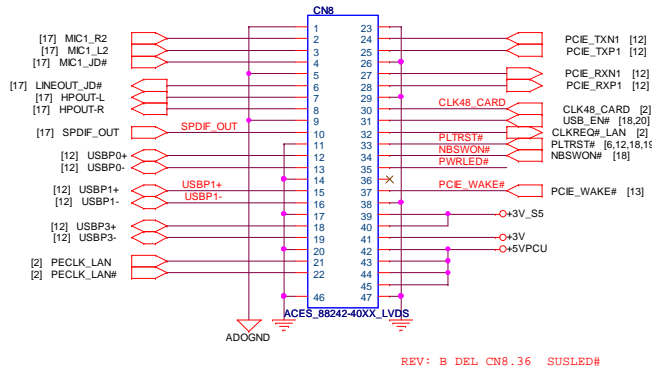 CN8
[17] MIC1_R2
[17] MIC1_L2
[17] MIC1_JD#
[17] LINEOUT_JD#
[17] HPOUT-L
[17] HPOUT-R
[17] SPDIF_OUT SPDIF_OUT
[12] USBP0+
[12] USBP0-
[12] USBP1+ USBP1+
[12] USBP1- USBP1-
[12] USBP3+
[12] USBP3-
[2] PECLK_LAN
[2] PECLK_LAN#
1 23
2 24
3 25
4 26
5 27
6 28
7 29
8 30
9 31
10 32
11 33
12 34
13 35
14 36
15 37
16 38
17 39
18 40
19 41
20 42
21 43
22 44
45
46 47
PCIE_TXN1 [12]
PCIE_TXP1 [12]
PCIE_RXN1 [12]
PCIE_RXP1 [12]
CLK48_CARD CLK48_CARD [2]
USB_EN# [18,20]
CLKREQ#_LAN [2]
PLTRST# PLTRST# [6,12,18,19
NBSWON# NBSWON# [18]
PWRLED#
PCIE_WAKE# PCIE_WAKE# [13]
+3V_S5
+3V
+5VPCU
ACES_88242-40XX_LVDS
ADOGND
REV: B DEL CN8.36 SUSLED#